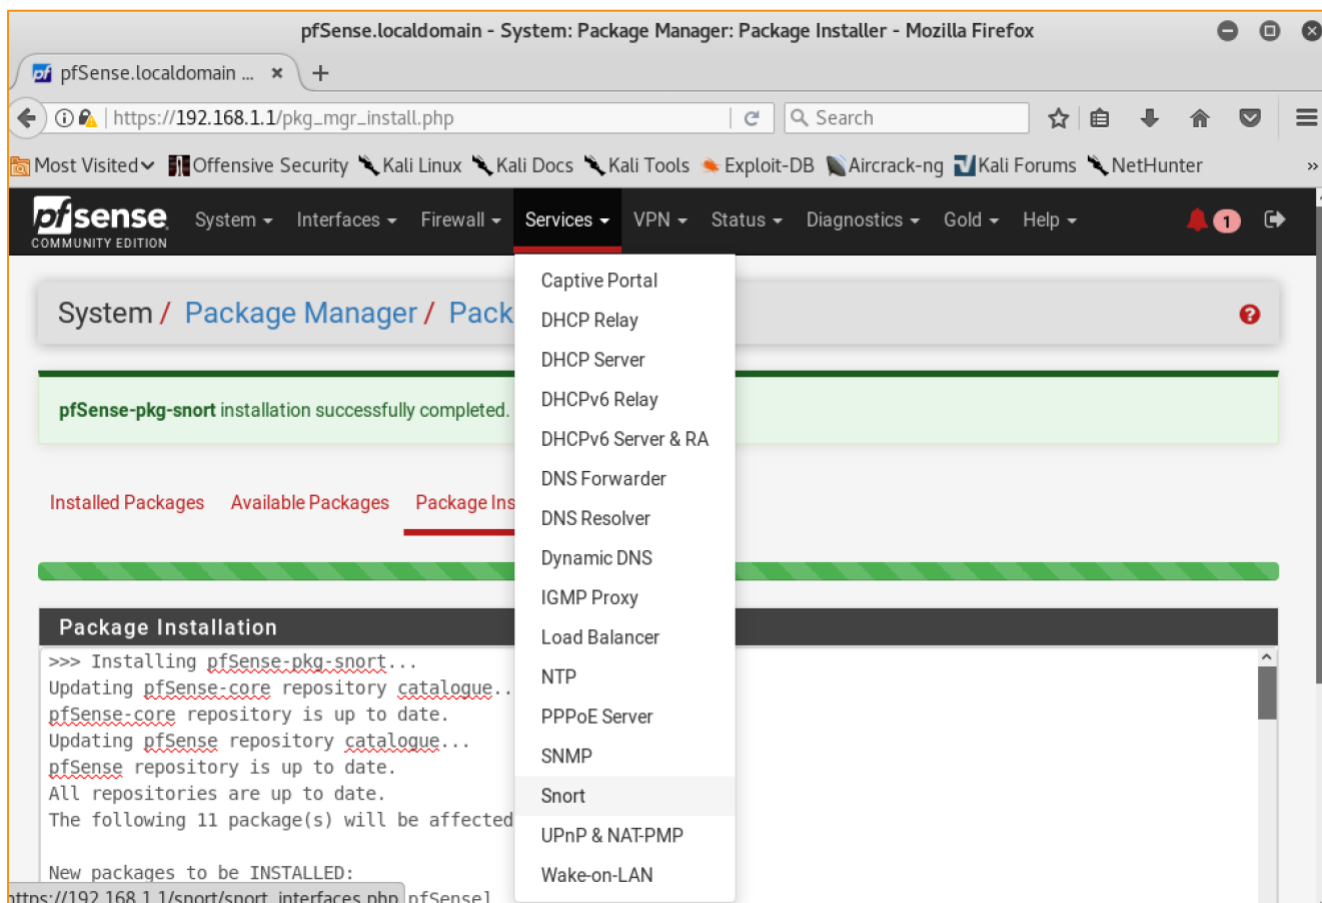 pfSense.localdomain - System: Package Manager: Package Installer - Mozilla Firefox
pfSense.localdomain ... × +
https://192.168.1.1/pkg_mgr_install.php Search
Most Visited Offensive Security Kali Linux Kali Docs Kali Tools Exploit-DB Aircrack-ng Kali Forums NetHunter »
pfsense System Interfaces Firewall Services VPN Status Diagnostics Gold Help 1
COMMUNITY EDITION
System / Package Manager / Pack
pfSense-pkg-snort installation successfully completed.
Installed Packages Available Packages Package Ins
Captive Portal
DHCP Relay
DHCP Server
DHCPv6 Relay
DHCPv6 Server & RA
DNS Forwarder
DNS Resolver
Dynamic DNS
IGMP Proxy
Load Balancer
NTP
PPPoE Server
SNMP
Snort
UPnP & NAT-PMP
Wake-on-LAN
Package Installation
>>> Installing pfSense-pkg-snort...
Updating pfSense-core repository catalogue..
pfSense-core repository is up to date.
Updating pfSense repository catalogue...
pfSense repository is up to date.
All repositories are up to date.
The following 11 package(s) will be affected
New packages to be INSTALLED:
https://192.168.1.1/snort/snort_interfaces.php pfSense]